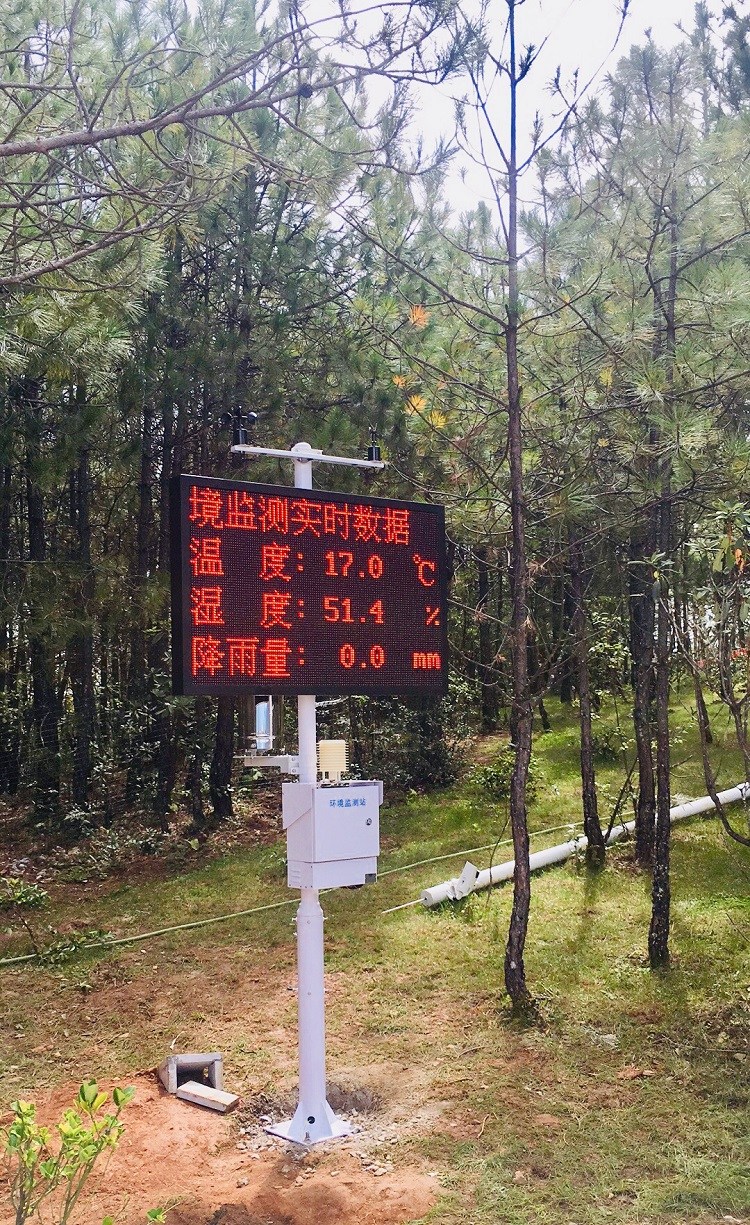 境监测实时数据
温 度: 17.0 ℃
湿 度: 51.4 %
降雨量: 0.0 mm
环境监测站